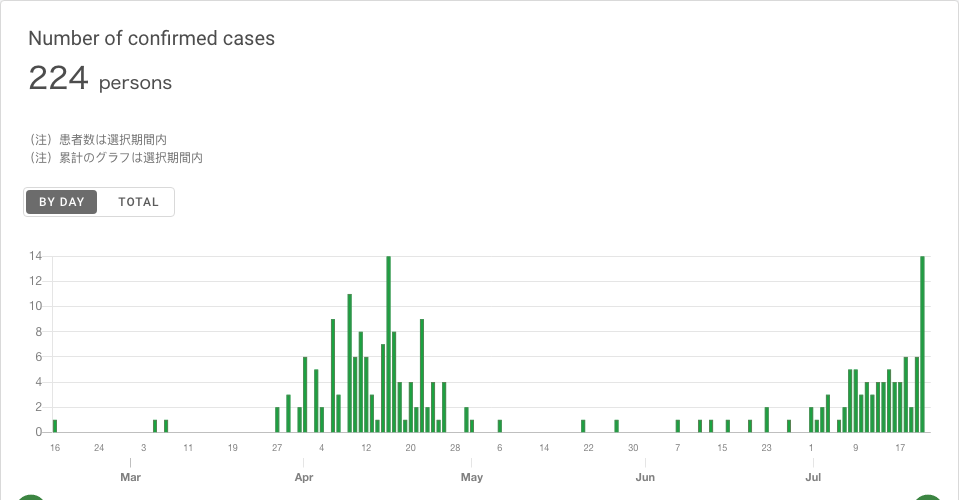 Number of confirmed cases
224 persons
（注）患者数は選択期間内
（注）累計のグラフは選択期間内
BY DAY TOTAL
14
12
10
8
6
4
2
0
16 24 3 11 19 27 4 12 20 28 6 14 22 30 7 15 23 1 9 17
Mar Apr May Jun Jul